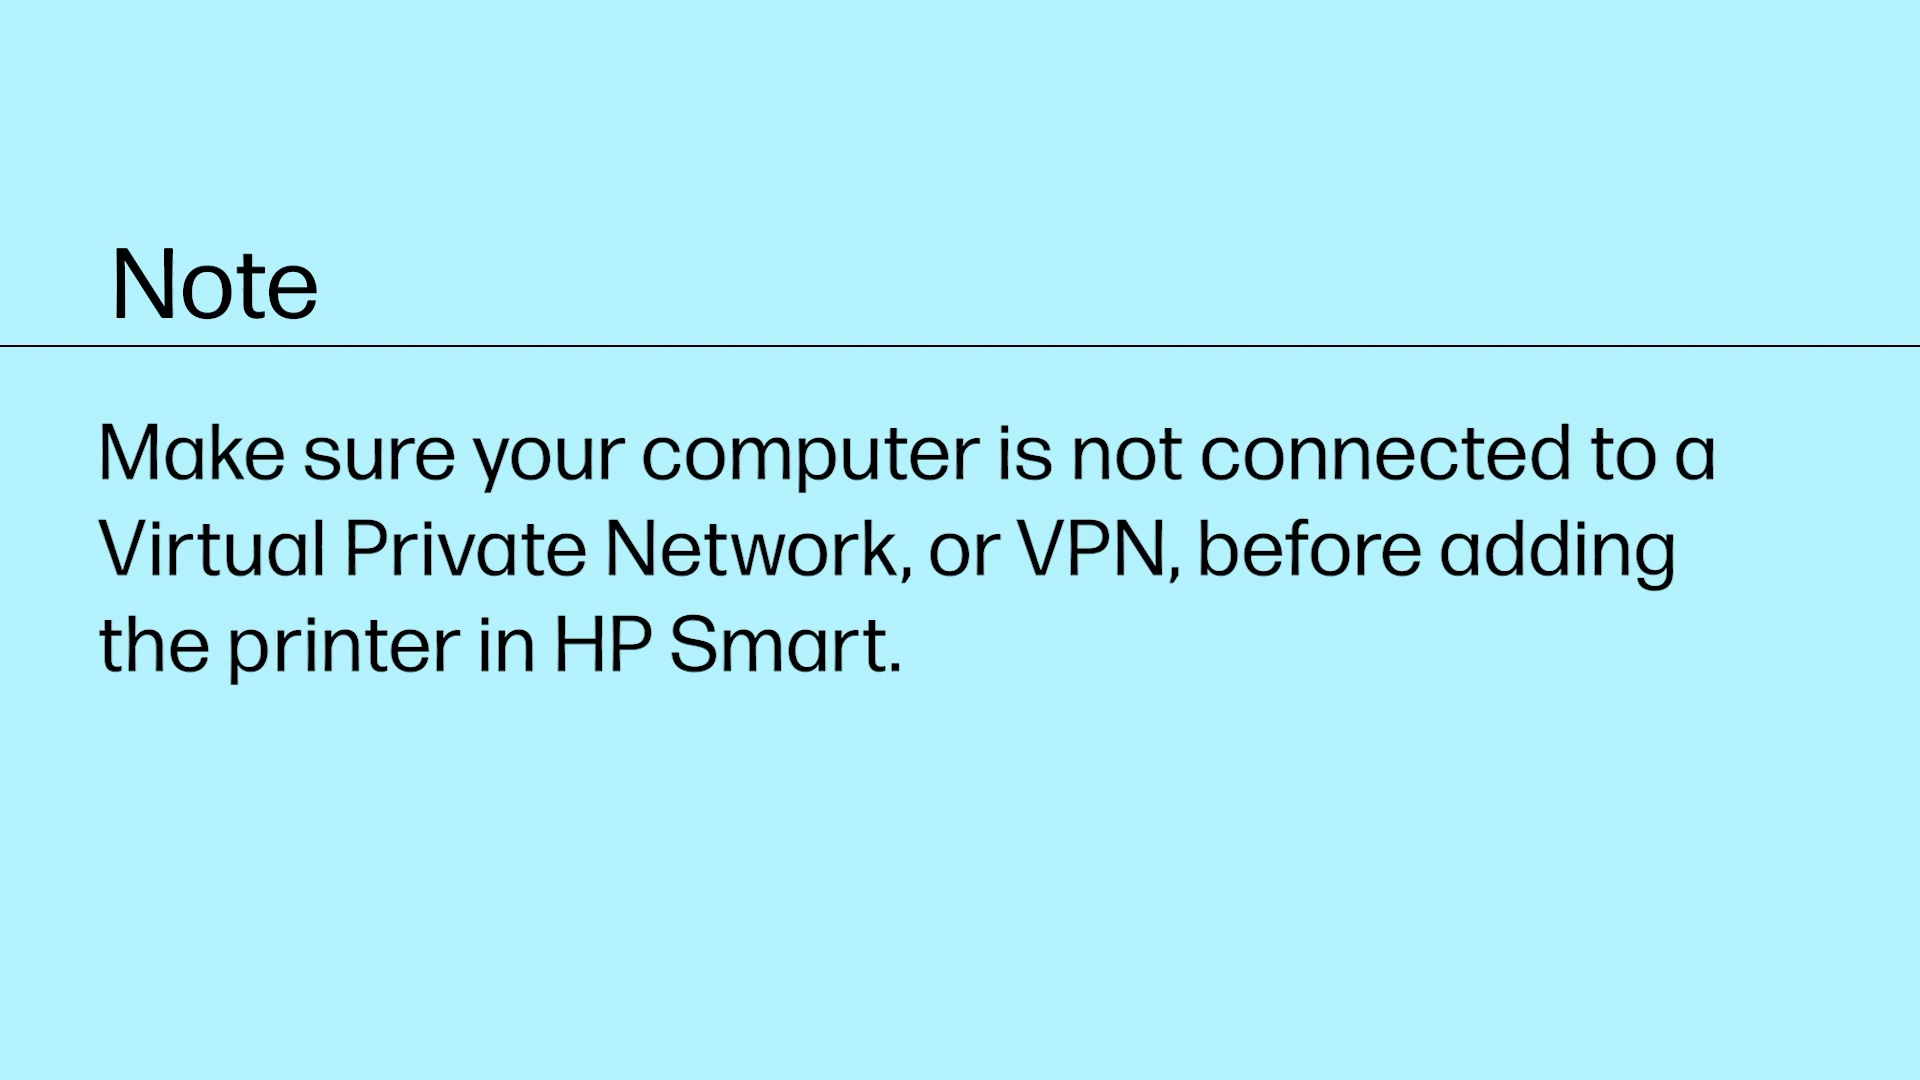 Note
Make sure your computer is not connected to a
Virtual Private Network, or VPN, before adding
the printer in HP Smart.